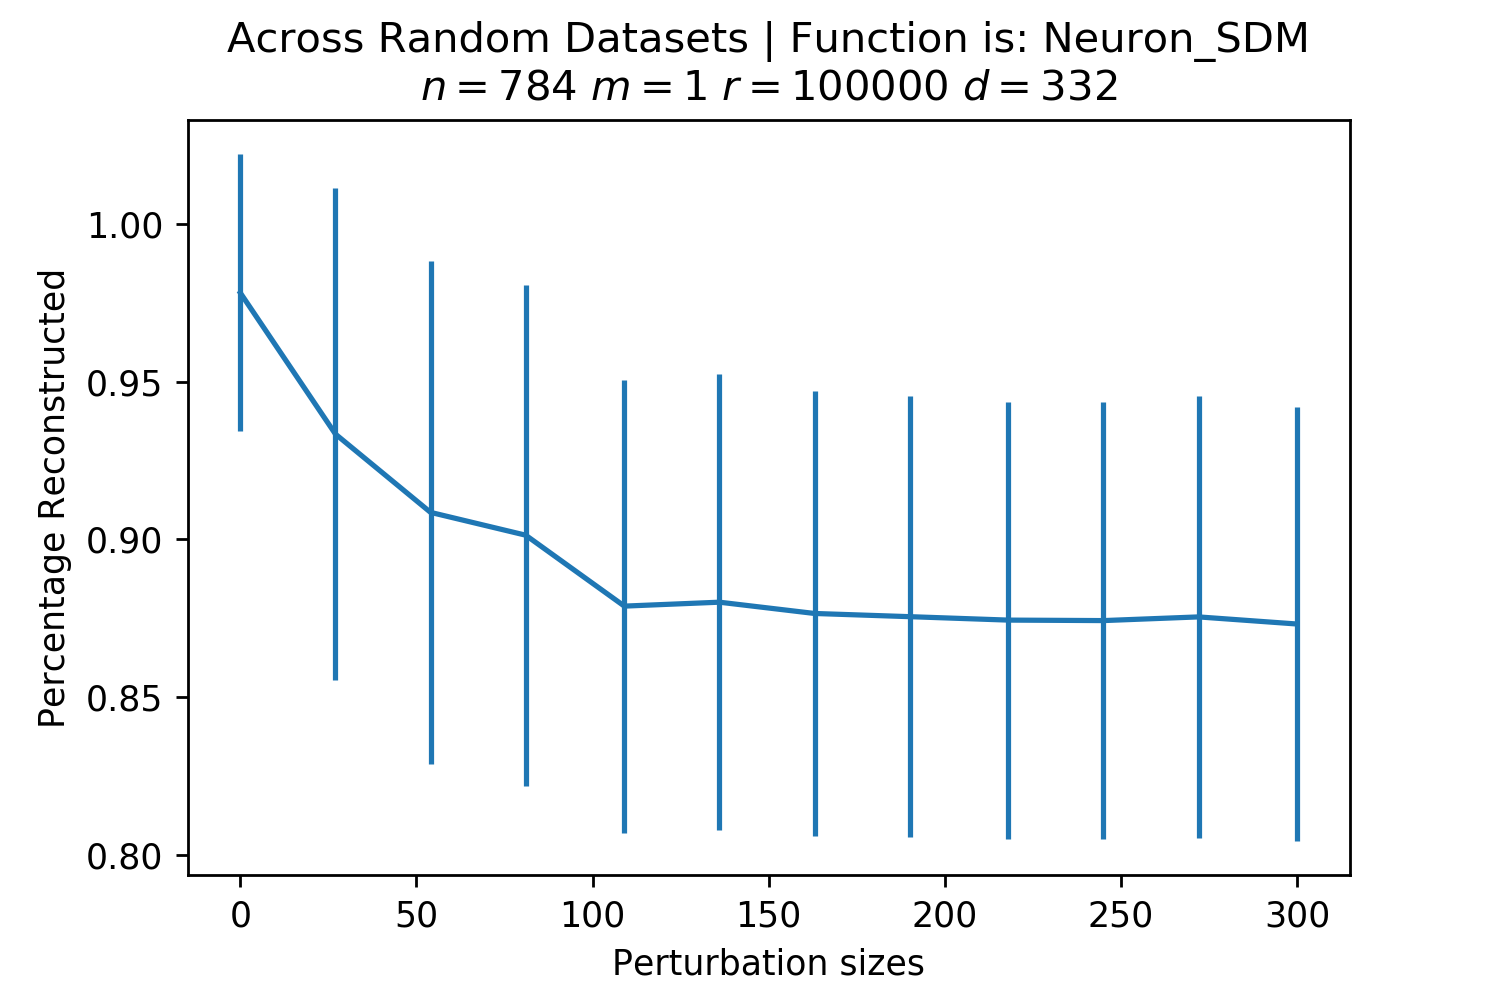 Across Random Datasets | Function is: Neuron_SDM
n = 784 m = 1 r = 100000 d = 332
Percentage Reconstructed
1.00
0.95
0.90
0.85
0.80
0 50 100 150 200 250 300
Perturbation sizes